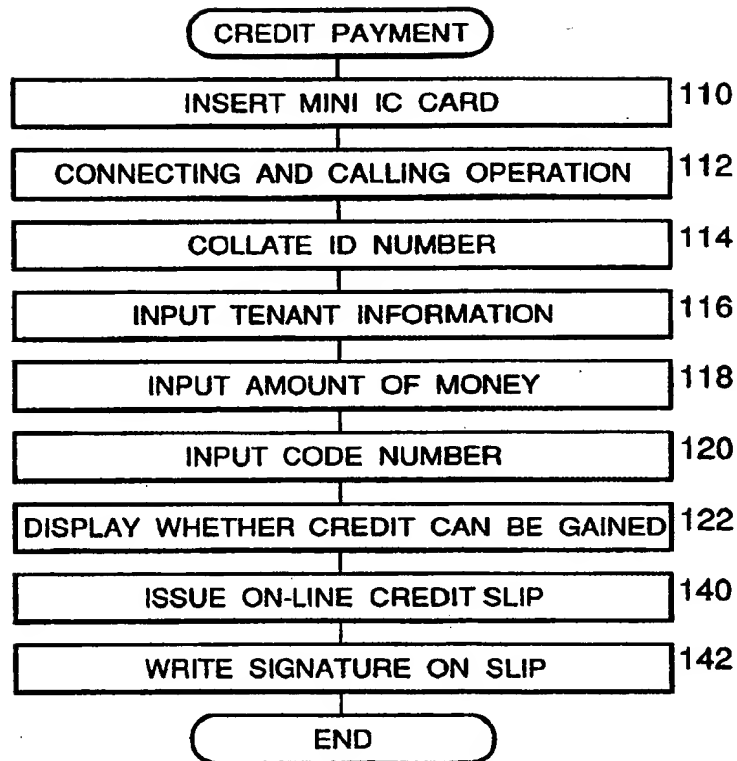 CREDIT PAYMENT
INSERT MINI IC CARD 110
CONNECTING AND CALLING OPERATION 112
COLLATE ID NUMBER 114
INPUT TENANT INFORMATION 116
INPUT AMOUNT OF MONEY 118
INPUT CODE NUMBER 120
DISPLAY WHETHER CREDIT CAN BE GAINED 122
ISSUE ON-LINE CREDIT SLIP 140
WRITE SIGNATURE ON SLIP 142
END